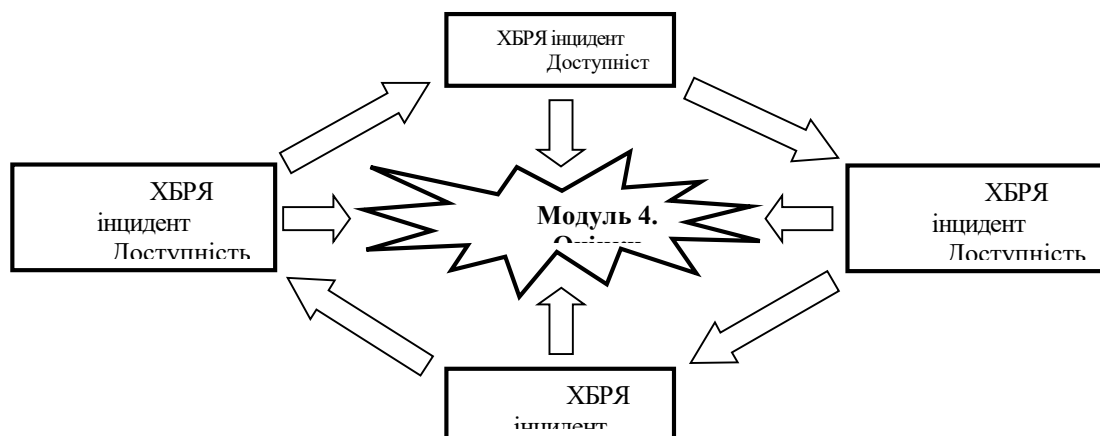 ХБРЯ інцидент
Доступніст
ХБРЯ
інцидент
Доступність
Модуль 4.
ХБРЯ
інцидент
Доступність
ХБРЯ
інцидент